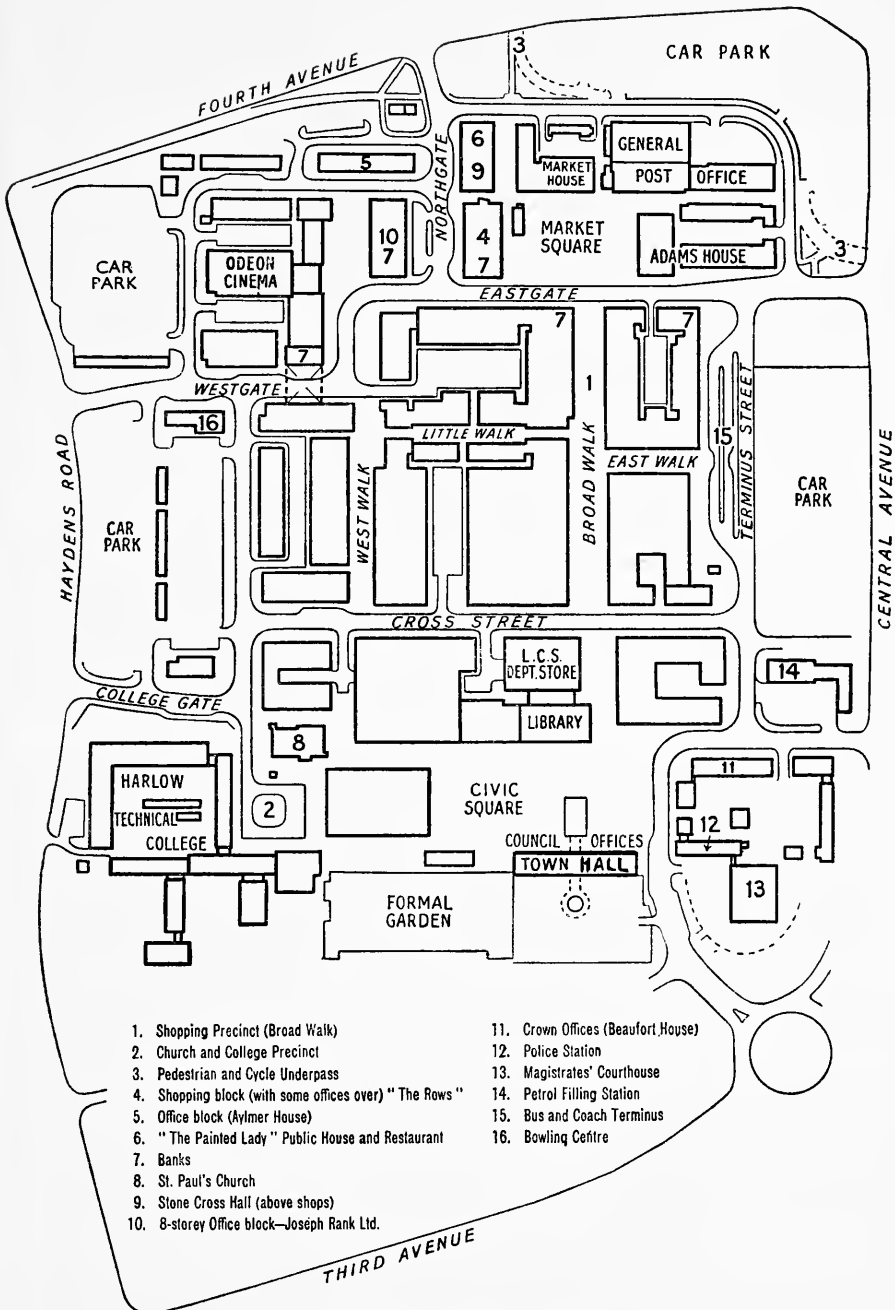 FOURTH AVENUE
3
CAR PARK
5
NORTHGATE
6
9
MARKET
HOUSE
GENERAL
POST OFFICE
CAR
PARK
ODEON
CINEMA
10
7
4
7
MARKET
SQUARE
ADAMS HOUSE
3
EASTGATE
7
7
7
WESTGATE
1
16
LITTLE WALK
15
HAYDENS ROAD
CAR
PARK
WEST WALK
BROAD WALK
EAST WALK
TERMINUS STREET
CAR
PARK
CENTRAL AVENUE
CROSS STREET
L.C.S.
DEPT. STORE
LIBRARY
14
COLLEGE GATE
8
11
HARLOW
TECHNICAL
COLLEGE
2
CIVIC
SQUARE
COUNCIL OFFICES
TOWN HALL
12
13
FORMAL
GARDEN
1. Shopping Precinct (Broad Walk)
2. Church and College Precinct
3. Pedestrian and Cycle Underpass
4. Shopping block (with some offices over) "The Rows"
5. Office block (Aylmer House)
6. "The Painted Lady" Public House and Restaurant
7. Banks
8. St. Paul's Church
9. Stone Cross Hall (above shops)
10. 8-storey Office block—Joseph Rank Ltd.
11. Crown Offices (Beaufort House)
12. Police Station
13. Magistrates' Courthouse
14. Petrol Filling Station
15. Bus and Coach Terminus
16. Bowling Centre
THIRD AVENUE